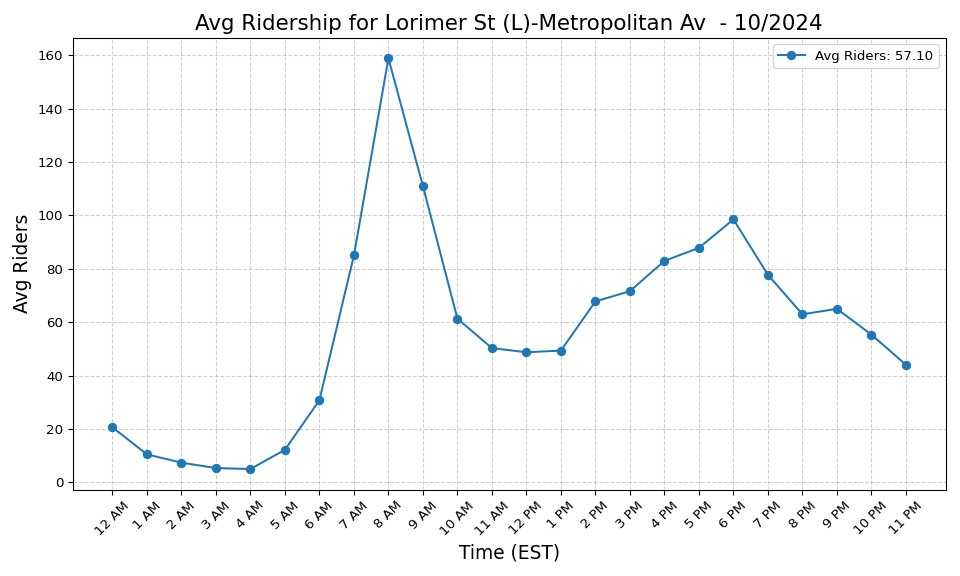 Avg Ridership for Lorimer St (L)-Metropolitan Av  - 10/2024
Avg Riders: 57.10
Avg Riders
160
140
120
100
80
60
40
20
0
12 AM
1 AM
2 AM
3 AM
4 AM
5 AM
6 AM
7 AM
8 AM
9 AM
10 AM
11 AM
12 PM
1 PM
2 PM
3 PM
4 PM
5 PM
6 PM
7 PM
8 PM
9 PM
10 PM
11 PM
Time (EST)